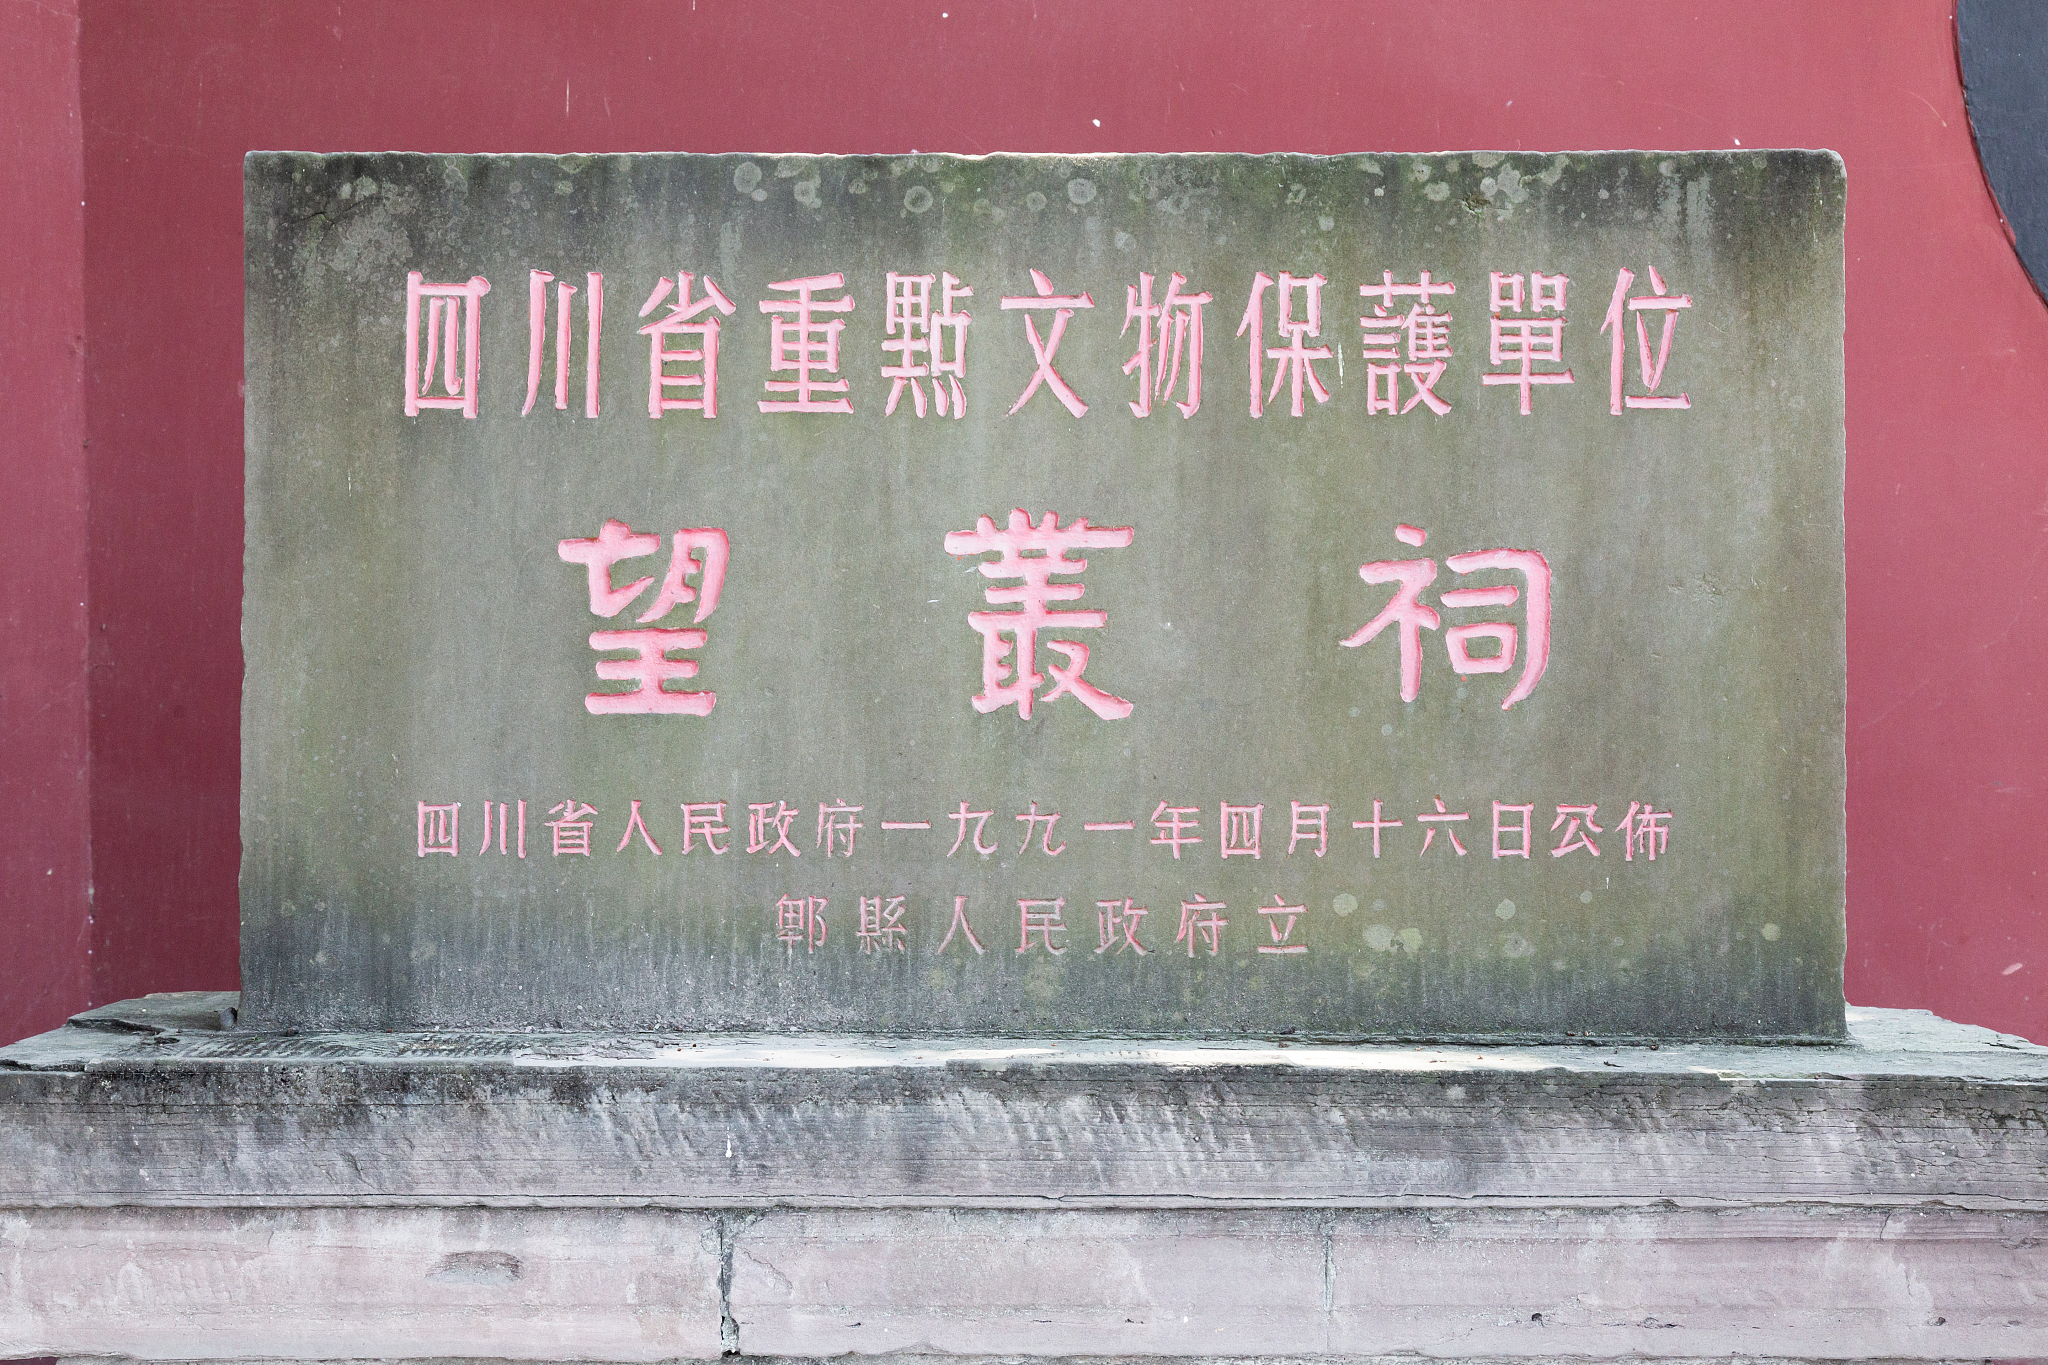 四川省重點文物保護單位
望叢祠
四川省人民政府一九九一年四月十六日公佈
郫縣人民政府立